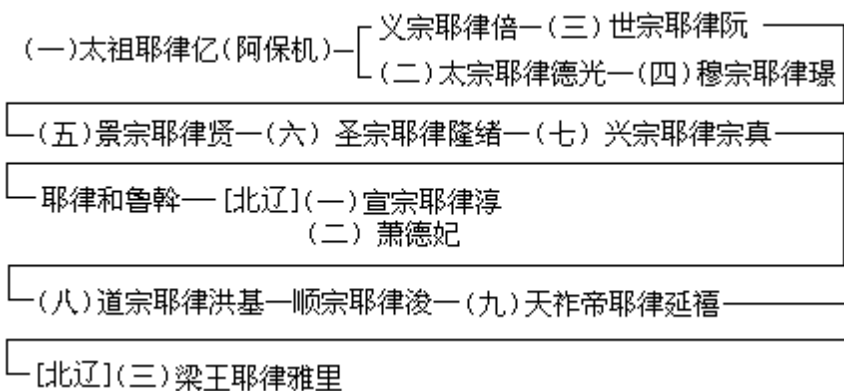 义宗耶律倍—(三)世宗耶律阮
(一)太祖耶律亿(阿保机)
(二)太宗耶律德光—(四)穆宗耶律璟
(五)景宗耶律贤—(六) 圣宗耶律隆绪—(七) 兴宗耶律宗真
耶律和鲁斡— [北辽](一)宣宗耶律淳
(二) 萧德妃
(八)道宗耶律洪基—顺宗耶律浚—(九)天祚帝耶律延禧
[北辽](三)梁王耶律雅里